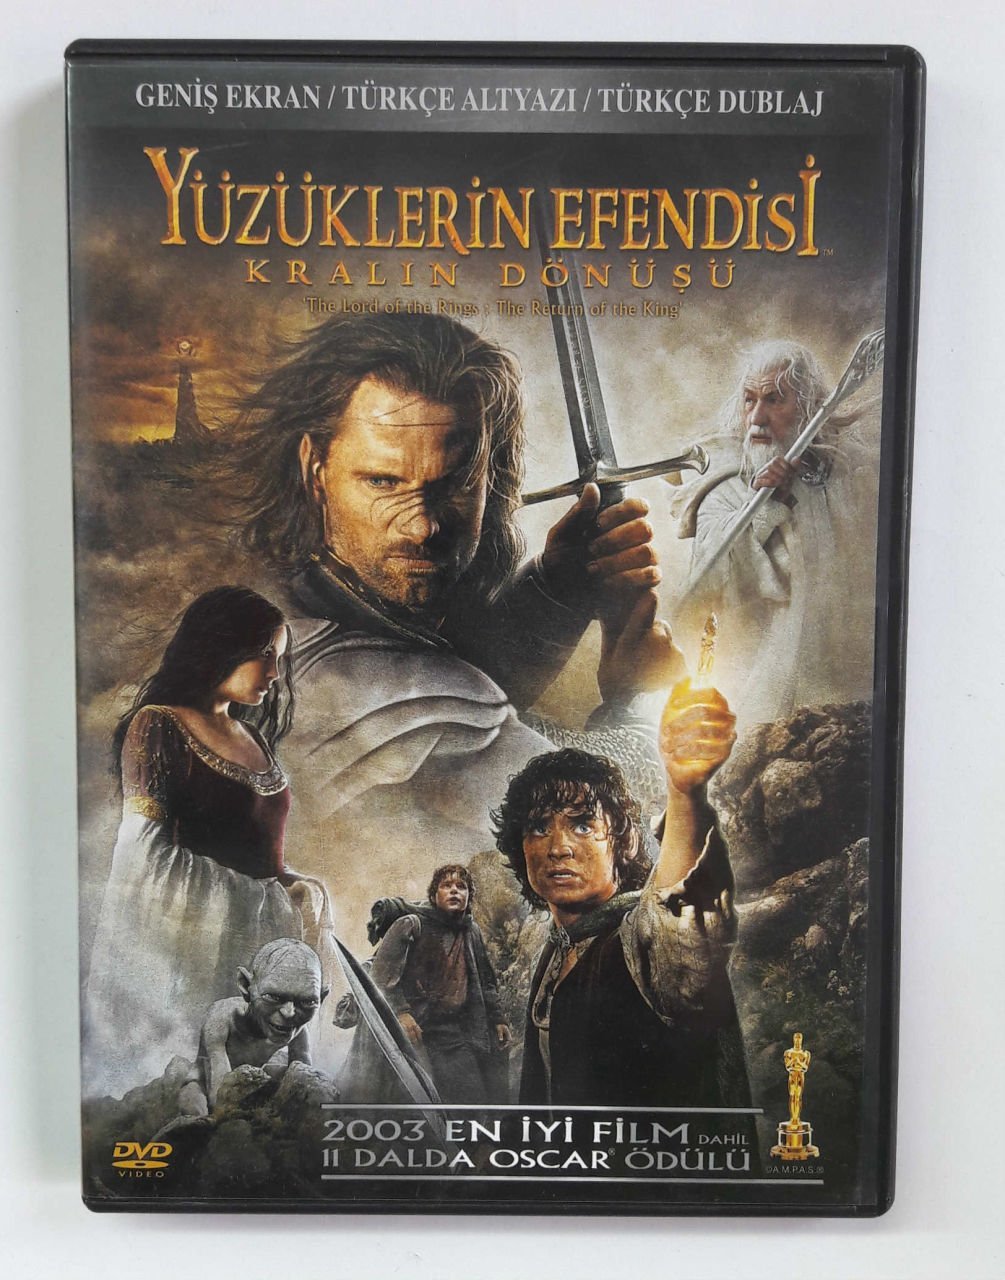 GENİŞ EKRAN / TÜRKÇE ALTYAZI / TÜRKÇE DUBLAJ
YÜZÜKLERİN EFENDİSİ™
KRALIN DÖNÜŞÜ
'The Lord of the Rings : The Return of the King'
2003 EN İYİ FİLM DAHİL
11 DALDA OSCAR® ÖDÜLÜ
DVD
VIDEO
©A.M.P.A.S.®